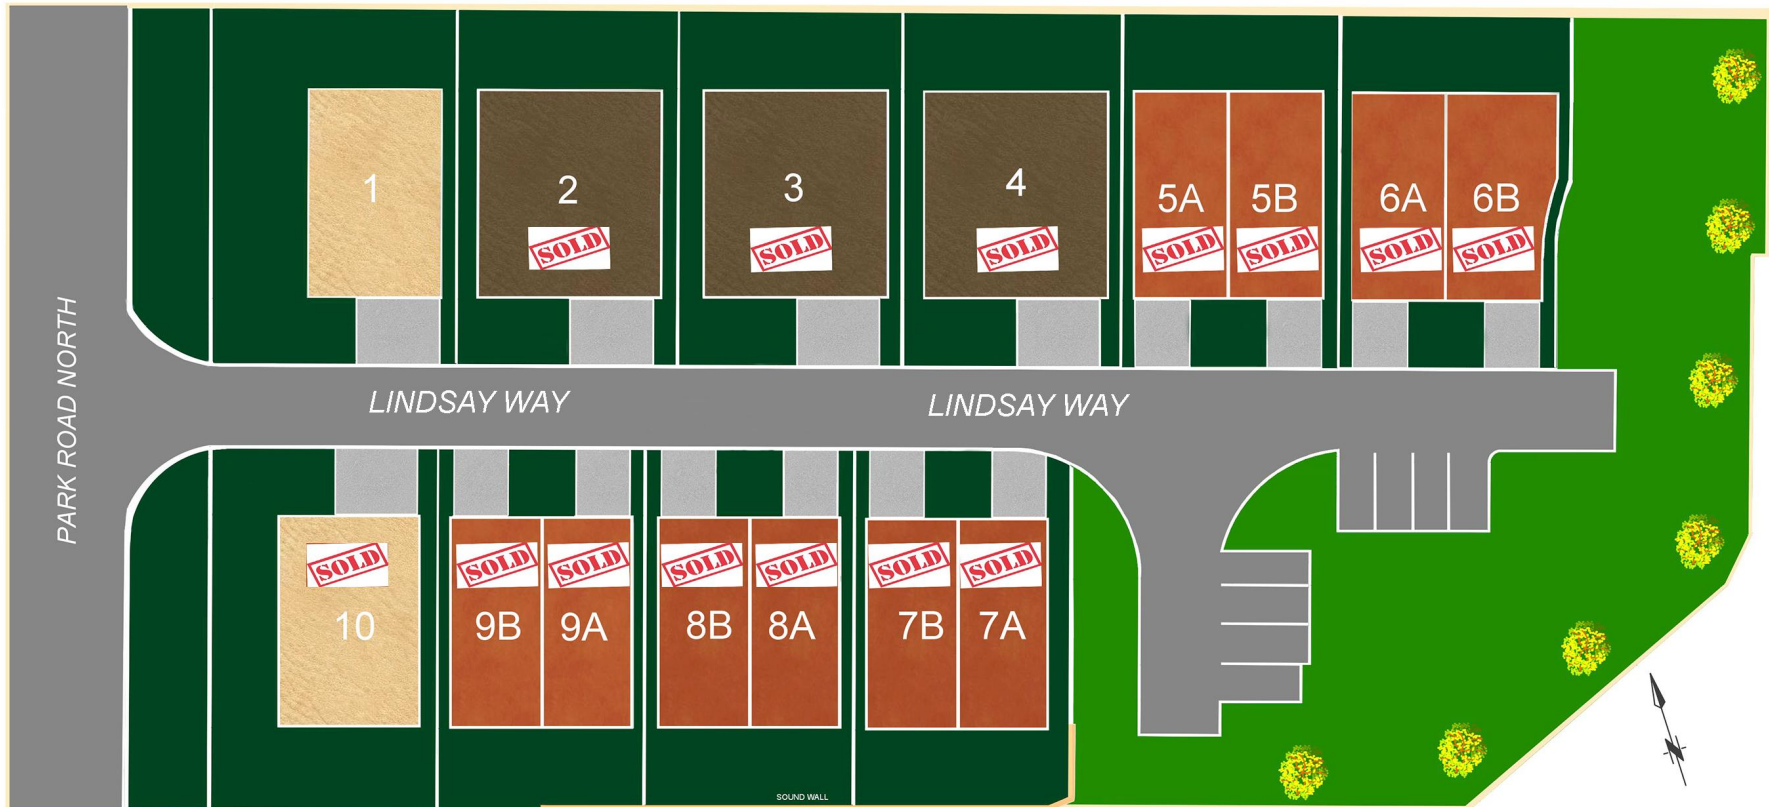 1
2
3
4
5A
5B
6A
6B
SOLD
SOLD
SOLD
SOLD
SOLD
SOLD
SOLD
PARK ROAD NORTH
LINDSAY WAY
LINDSAY WAY
SOLD
SOLD
SOLD
SOLD
SOLD
SOLD
SOLD
10
9B
9A
8B
8A
7B
7A
SOUND WALL